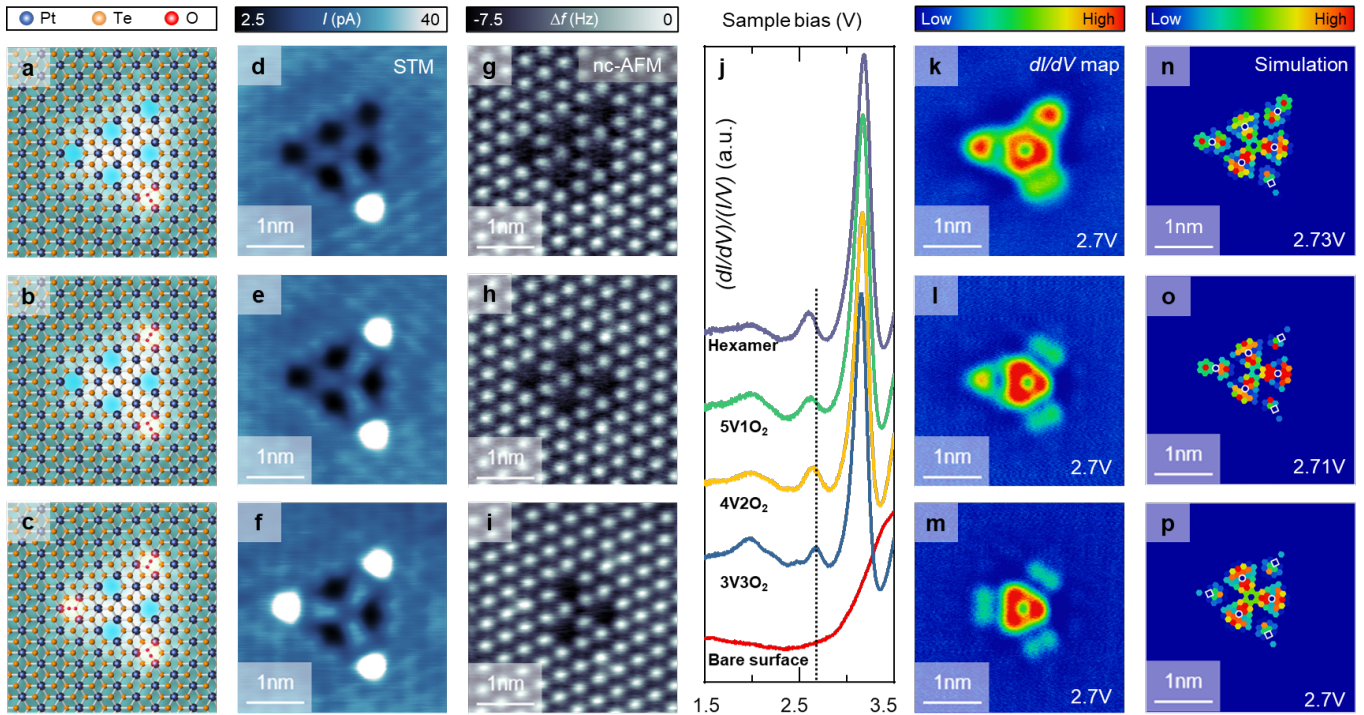 Pt Te O
2.5 I (pA) 40
-7.5 Δf (Hz) 0
Sample bias (V)
Low High
Low High
a
d STM
g nc-AFM
j
k dI/dV map
n Simulation
1nm
1nm
2.7V
2.73V
1nm
1nm
(dI/dV)/(I/V) (a.u.)
b
e
h
l
o
1nm
1nm
2.7V
2.71V
1nm
1nm
c
f
i
m
p
1nm
1nm
2.7V
2.7V
1nm
1nm
Hexamer
5V1O₂
4V2O₂
3V3O₂
Bare surface
1.5 2.5 3.5